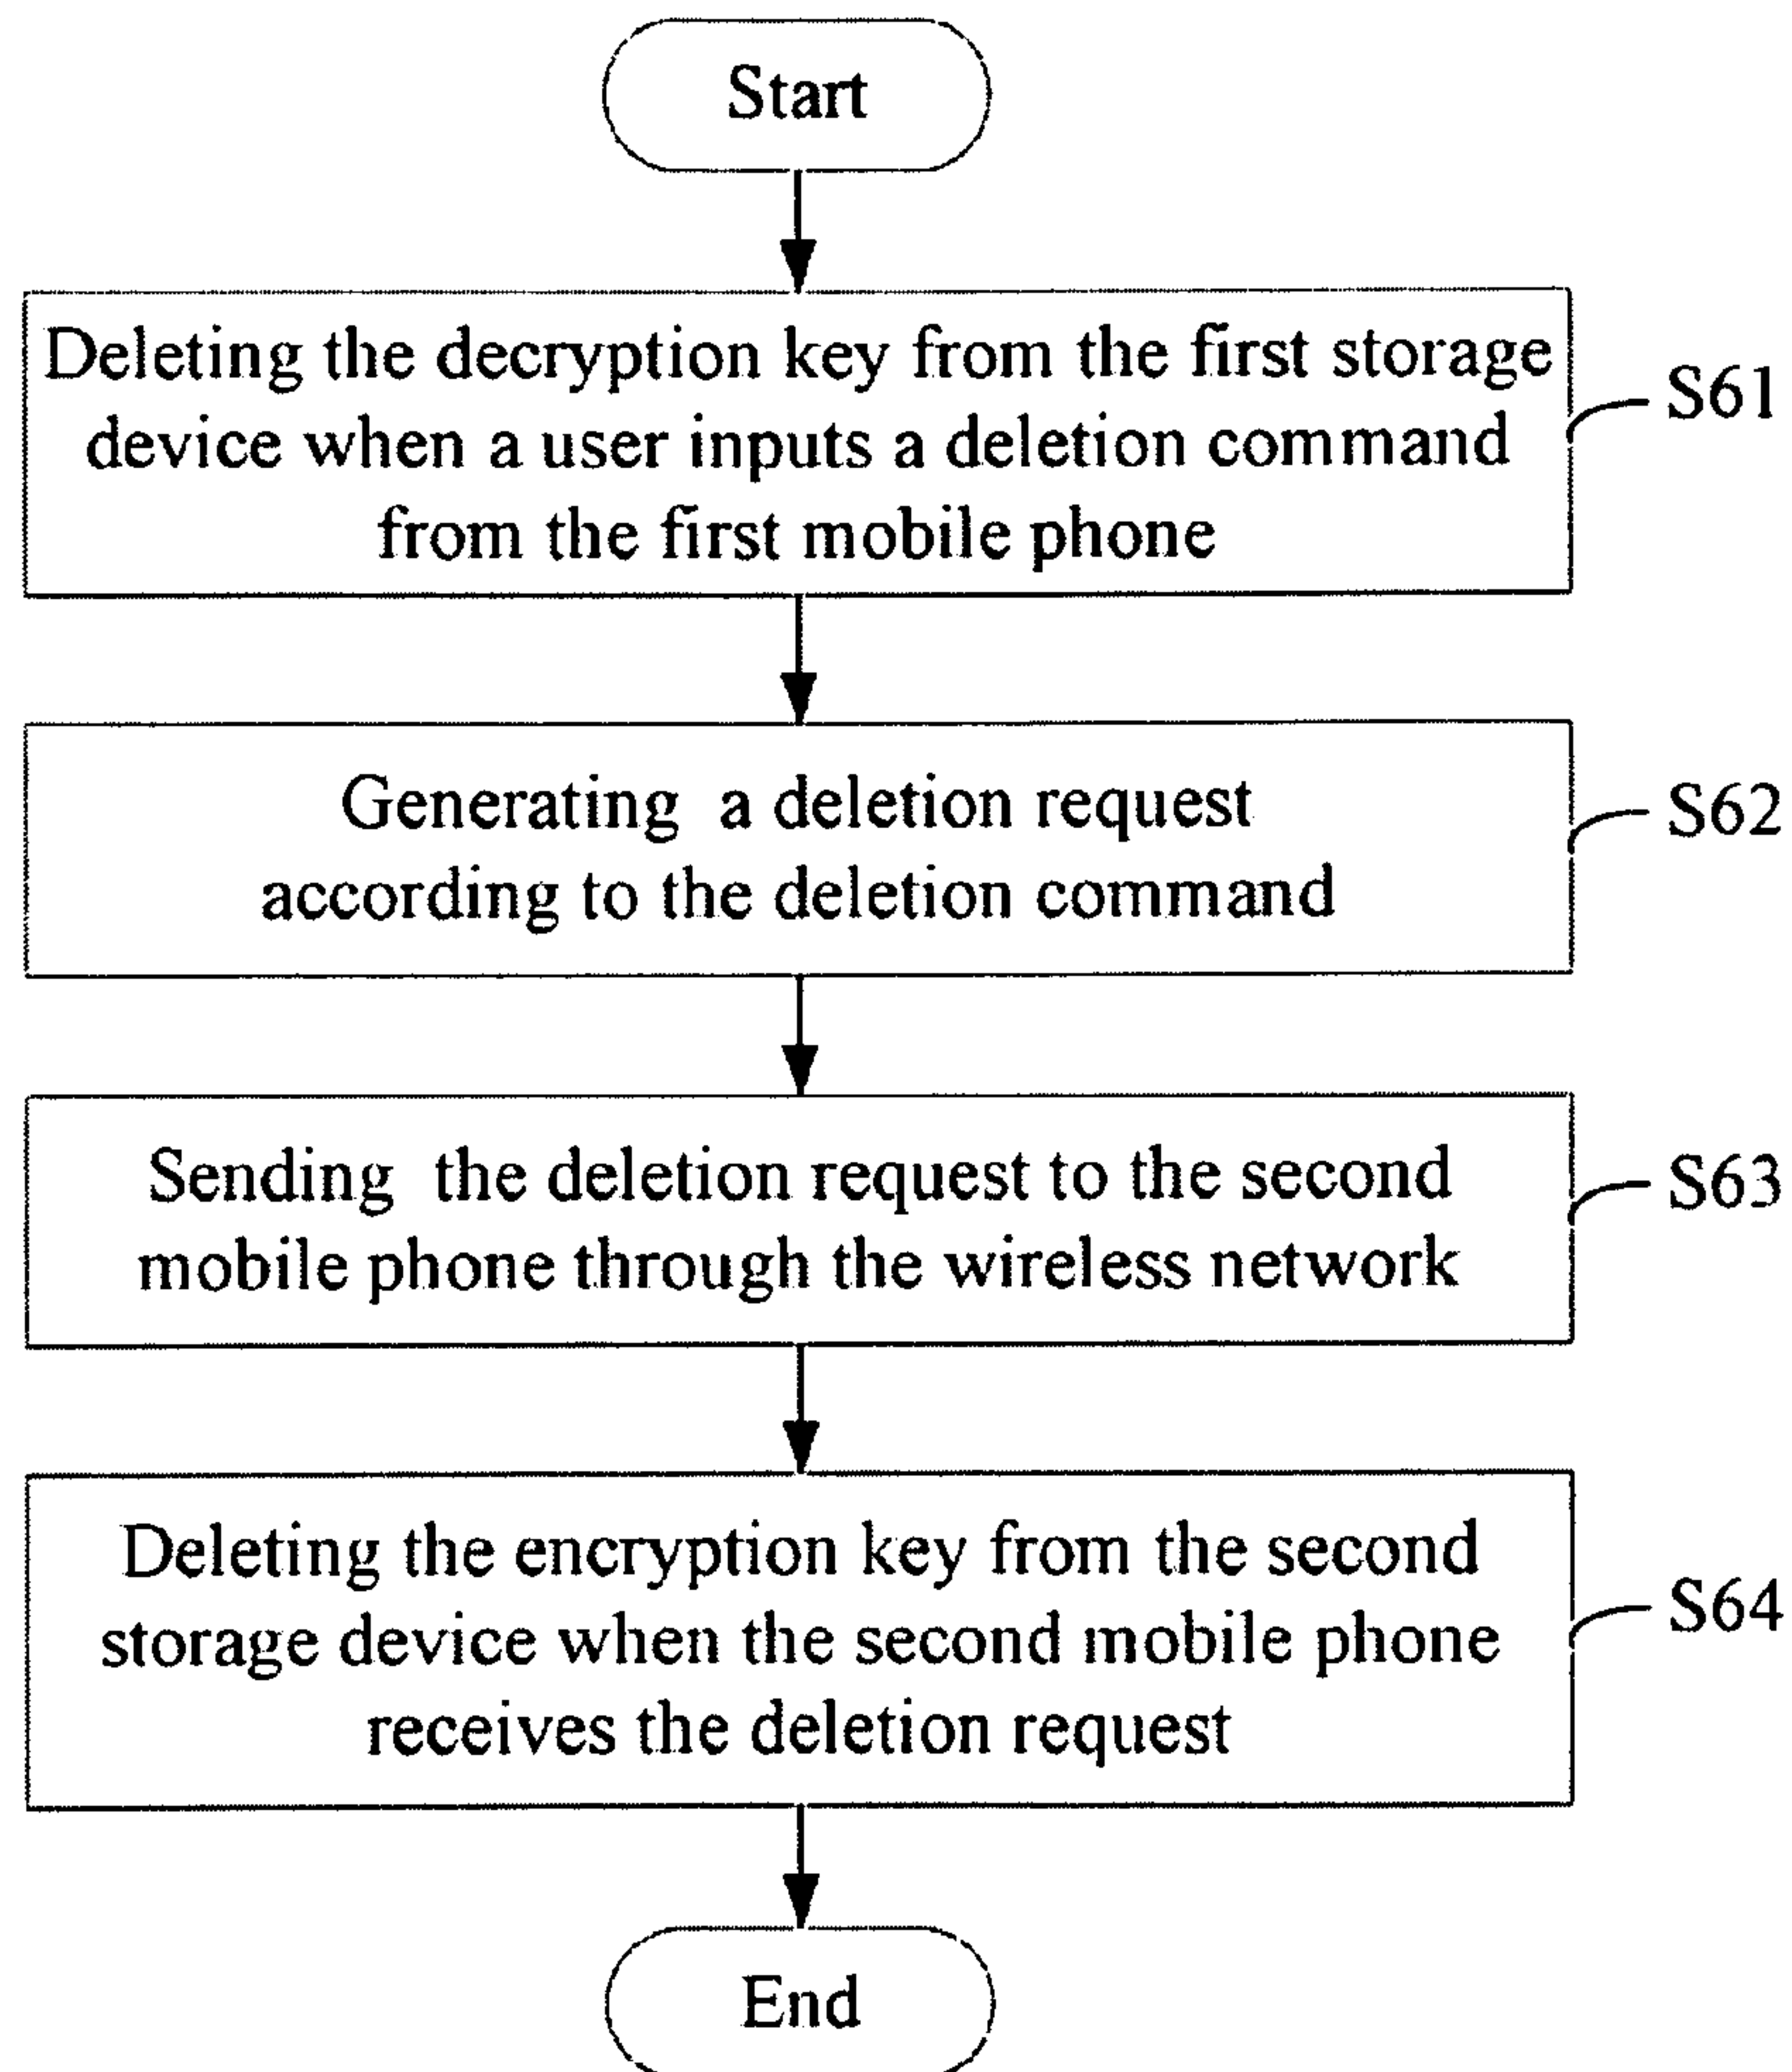 Start
Deleting the decryption key from the first storage
device when a user inputs a deletion command
from the first mobile phone
S61
Generating a deletion request
according to the deletion command
S62
Sending the deletion request to the second
mobile phone through the wireless network
S63
Deleting the encryption key from the second
storage device when the second mobile phone
receives the deletion request
S64
End